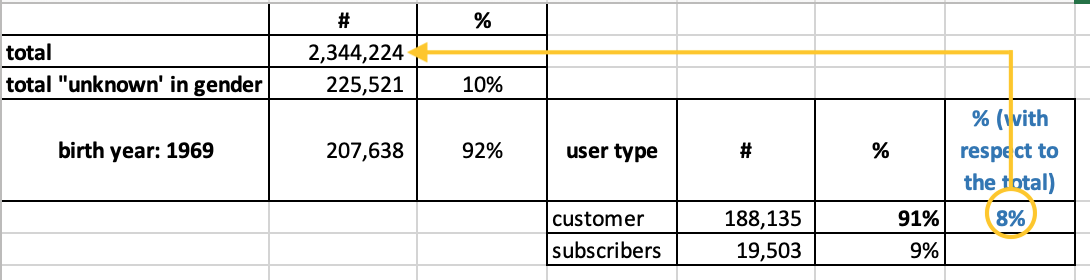 # %
total 2,344,224
total "unknown' in gender 225,521 10%
birth year: 1969 207,638 92% user type # % % (with respect to the total)
customer 188,135 91% 8%
subscribers 19,503 9%